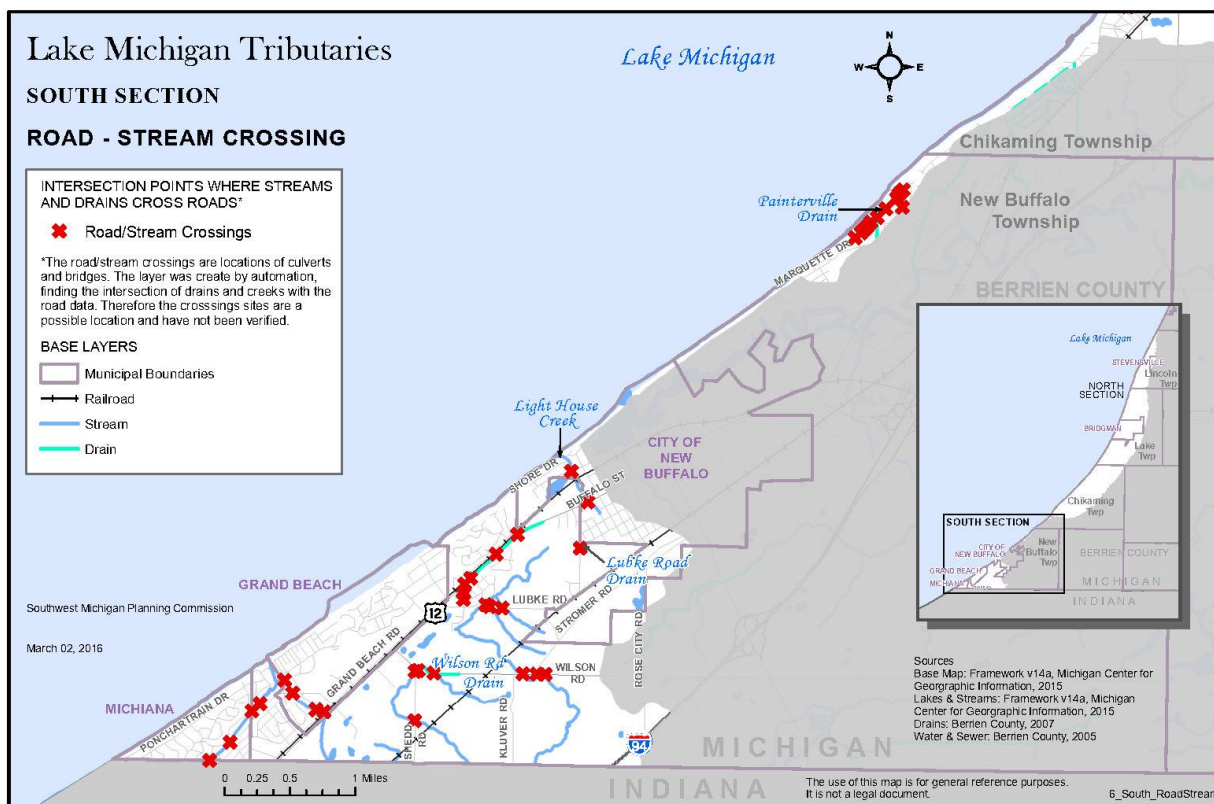 Lake Michigan Tributaries
SOUTH SECTION
ROAD - STREAM CROSSING
INTERSECTION POINTS WHERE STREAMS
AND DRAINS CROSS ROADS*
Road/Stream Crossings
*The road/stream crossings are locations of culverts
and bridges. The layer was create by automation,
finding the intersection of drains and creeks with the
road data. Therefore the crosssings sites are a
possible location and have not been verified.
BASE LAYERS
Municipal Boundaries
Railroad
Stream
Drain
Southwest Michigan Planning Commission
March 02, 2016
Lake Michigan
N
W
E
S
Chikaming Township
New Buffalo
Township
Painterville
Drain
MARQUETTE DR
BERRIEN COUNTY
Light House
Creek
SHORE DR
BUFFALO ST
CITY OF
NEW
BUFFALO
Lubke Road
Drain
GRAND BEACH
12
LUBKE RD
STROMER RD
GRAND BEACH RD
Wilson Rd
Drain
WILSON
RD
ROSE CITY RD
MICHIANA
PONCHARTRAIN DR
SPEDD
RD
KLUVER RD
94
MICHIGAN
INDIANA
0 0.25 0.5 1 Miles
Lake Michigan
STEVENSVILLE
Lincoln
Twp
NORTH
SECTION
BRIDGMAN
Lake
Twp
Chikaming
Twp
SOUTH SECTION
CITY OF
NEW BUFFALO
New
Buffalo
Twp
GRAND BEACH
MICHIANA
BERRIEN COUNTY
MICHIGAN
INDIANA
Sources
Base Map: Framework v14a, Michigan Center for
Georgraphic Information, 2015
Lakes & Streams: Framework v14a, Michigan
Center for Georgraphic Information, 2015
Drains: Berrien County, 2007
Water & Sewer: Berrien County, 2005
The use of this map is for general reference purposes.
It is not a legal document.
6_South_RoadStream